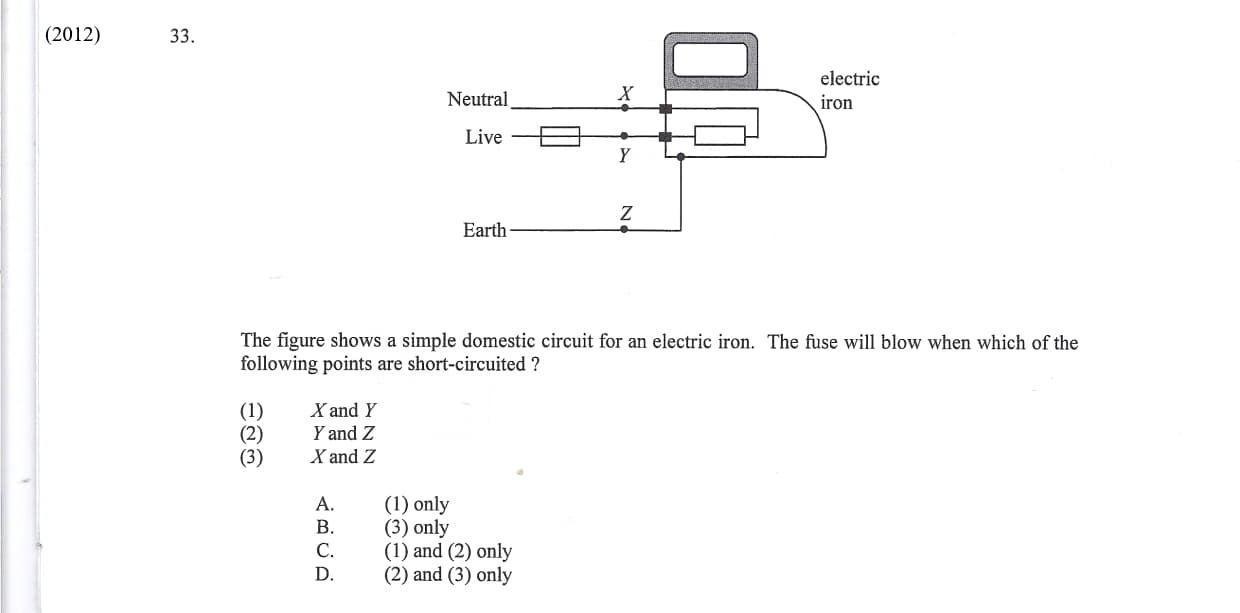 (2012) 33.
Neutral X electric
iron
Live
Y
Z
Earth
The figure shows a simple domestic circuit for an electric iron. The fuse will blow when which of the
following points are short-circuited ?
(1) X and Y
(2) Y and Z
(3) X and Z
A. (1) only
B. (3) only
C. (1) and (2) only
D. (2) and (3) only